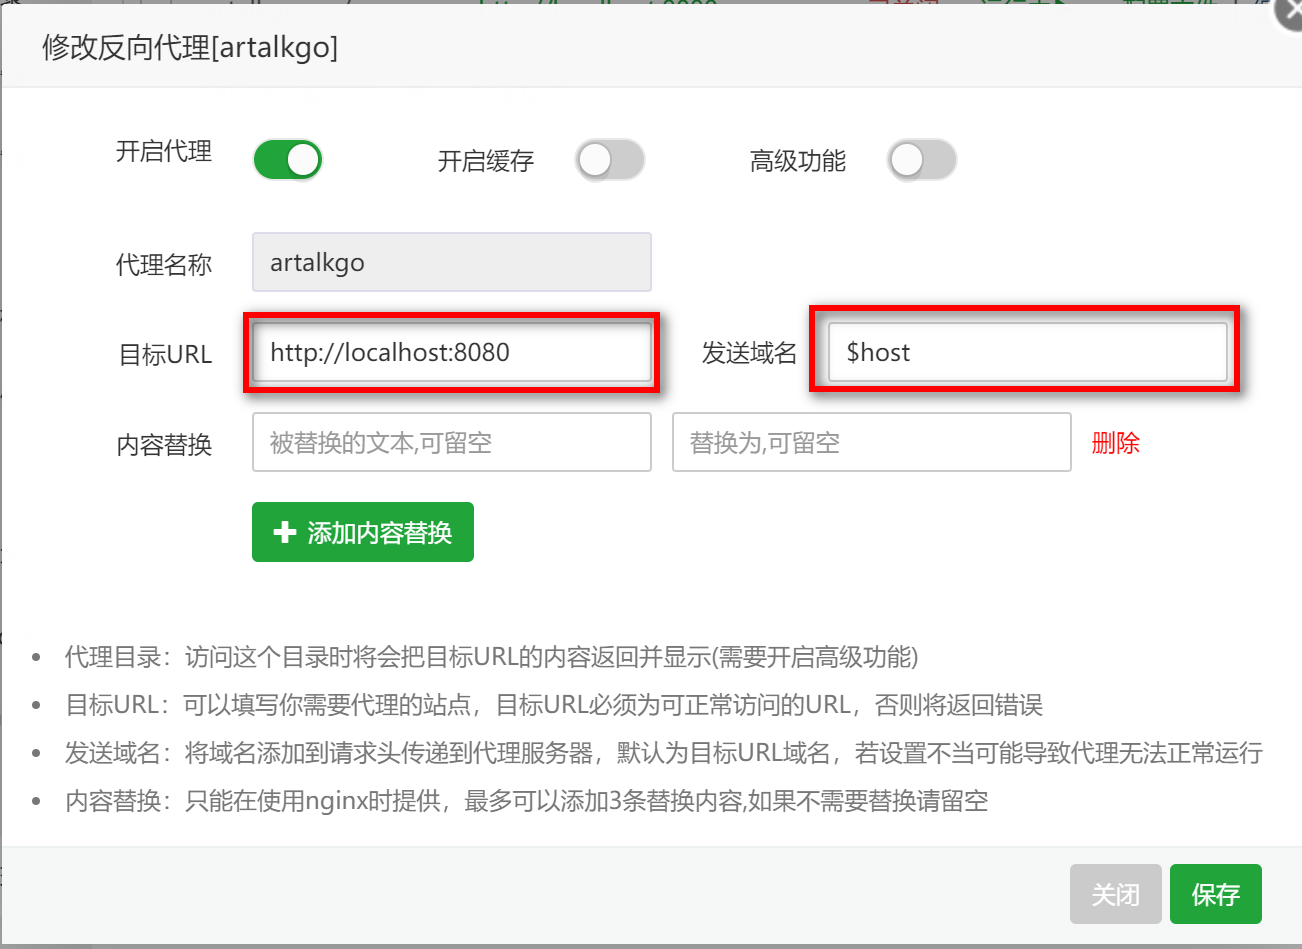 修改反向代理[artalkgo]
开启代理 开启缓存 高级功能
代理名称 artalkgo
目标URL http://localhost:8080 发送域名 $host
内容替换 被替换的文本,可留空 替换为,可留空 删除
添加内容替换
代理目录：访问这个目录时将会把目标URL的内容返回并显示(需要开启高级功能)
目标URL：可以填写你需要代理的站点，目标URL必须为可正常访问的URL，否则将返回错误
发送域名：将域名添加到请求头传递到代理服务器，默认为目标URL域名，若设置不当可能导致代理无法正常运行
内容替换：只能在使用nginx时提供，最多可以添加3条替换内容,如果不需要替换请留空
关闭 保存